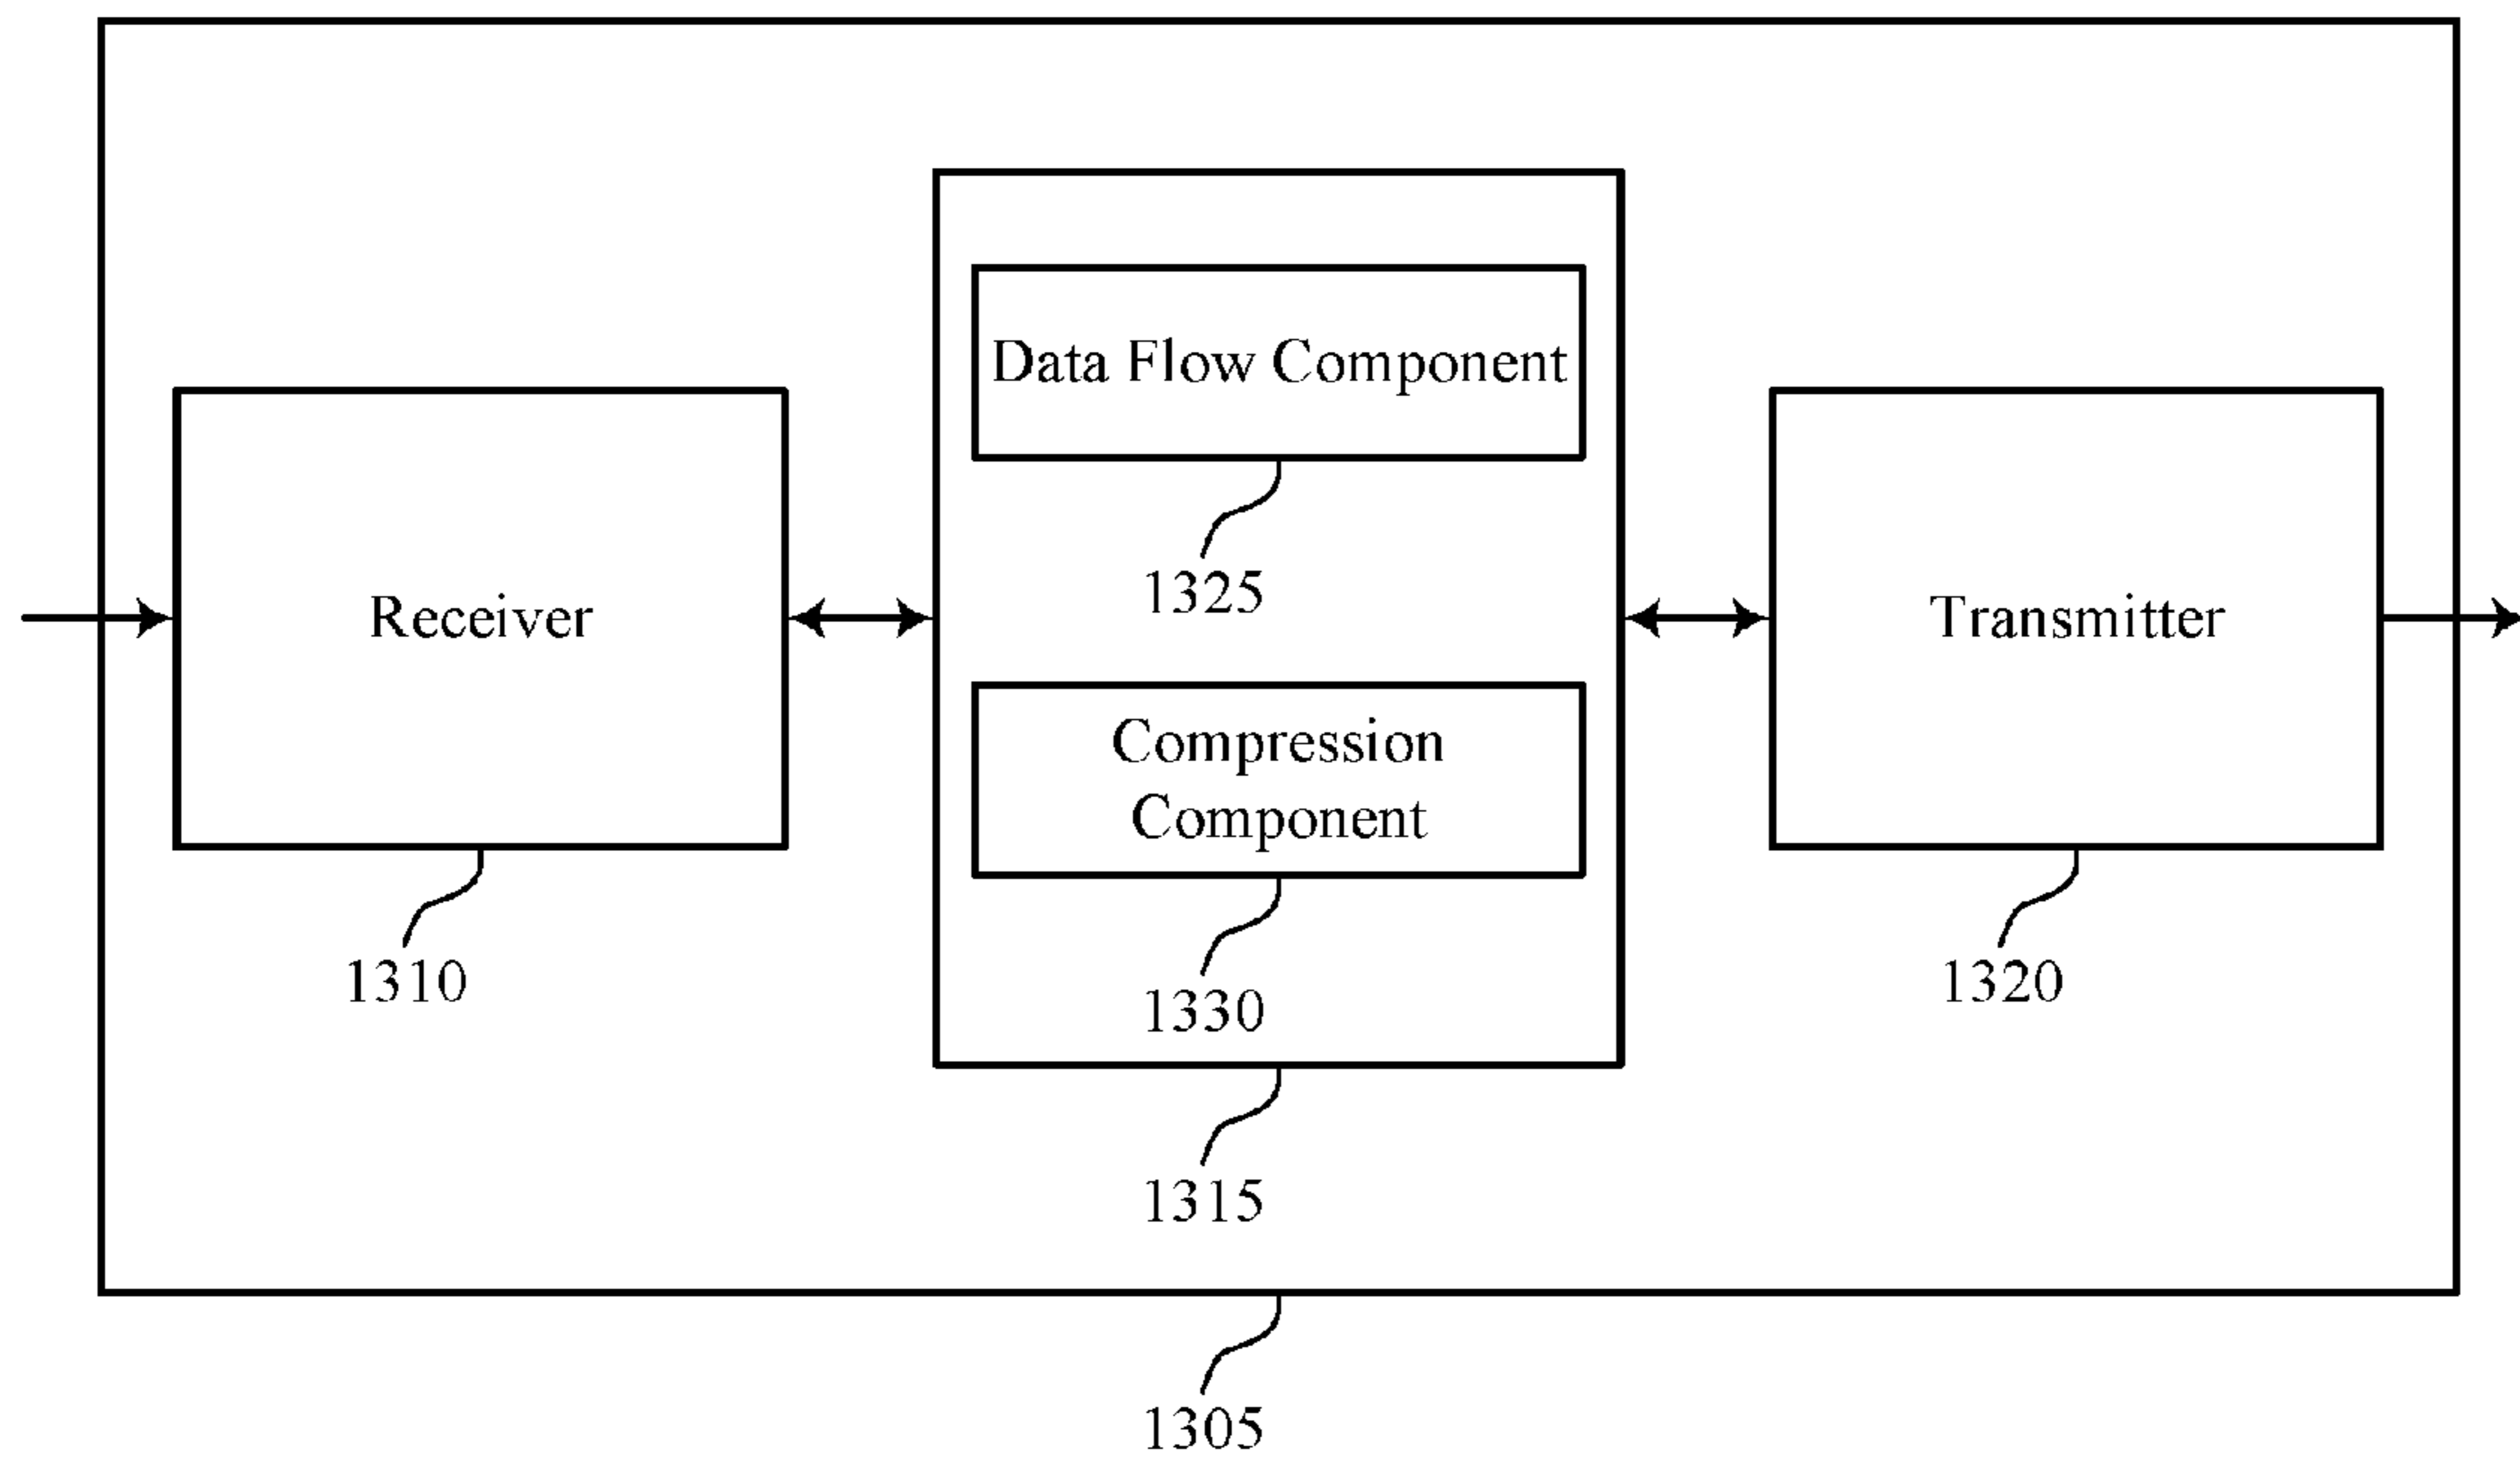 Data Flow Component
1325
Receiver
Transmitter
Compression
Component
1310
1330
1320
1315
1305